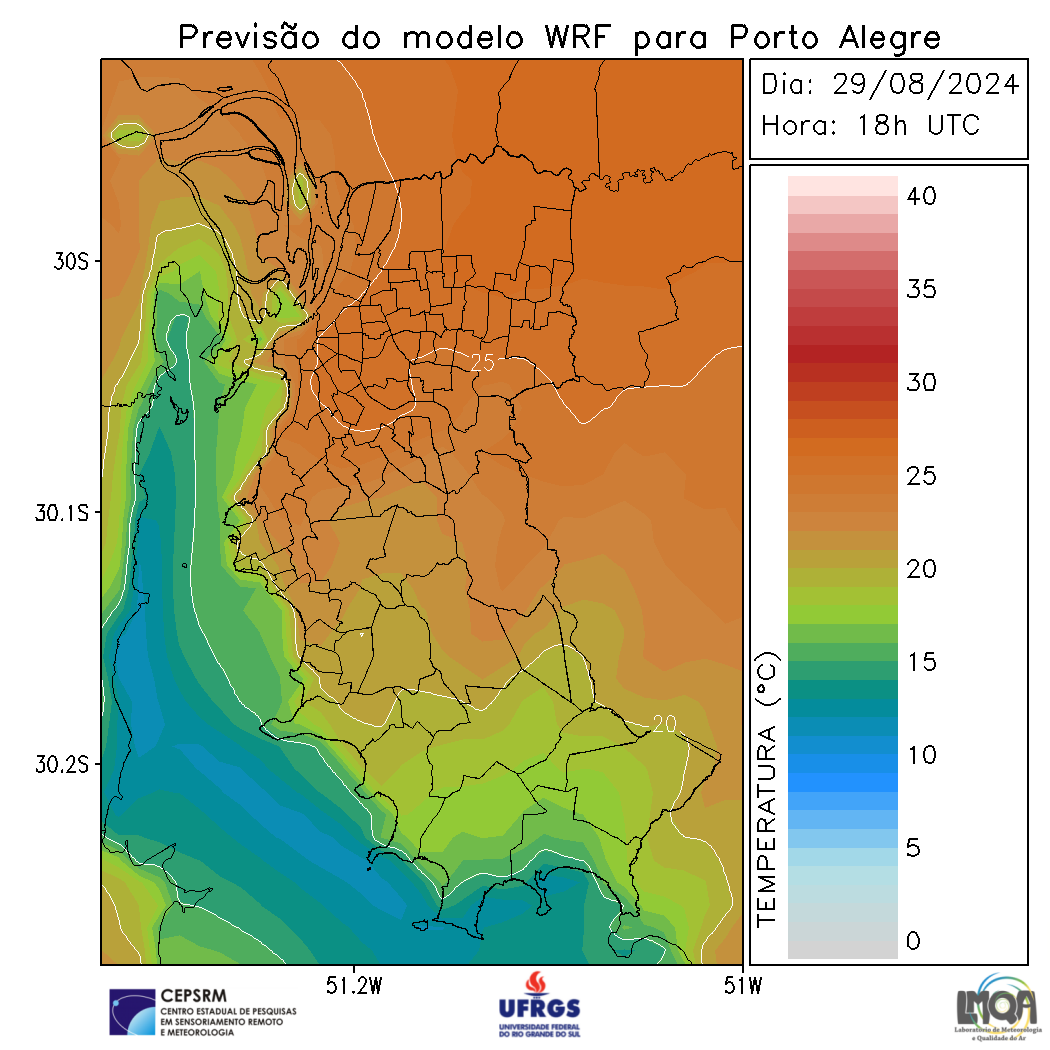 Previsão do modelo WRF para Porto Alegre
Dia: 29/08/2024
Hora: 18h UTC
30S
30.1S
30.2S
51.2W
51W
25
20
TEMPERATURA (°C)
40
35
30
25
20
15
10
5
0
CEPSRM
CENTRO ESTADUAL DE PESQUISAS
EM SENSORIAMENTO REMOTO
E METEOROLOGIA
UFRGS
UNIVERSIDADE FEDERAL
DO RIO GRANDE DO SUL
LMQA
Laboratório de Meteorologia
e Qualidade do Ar